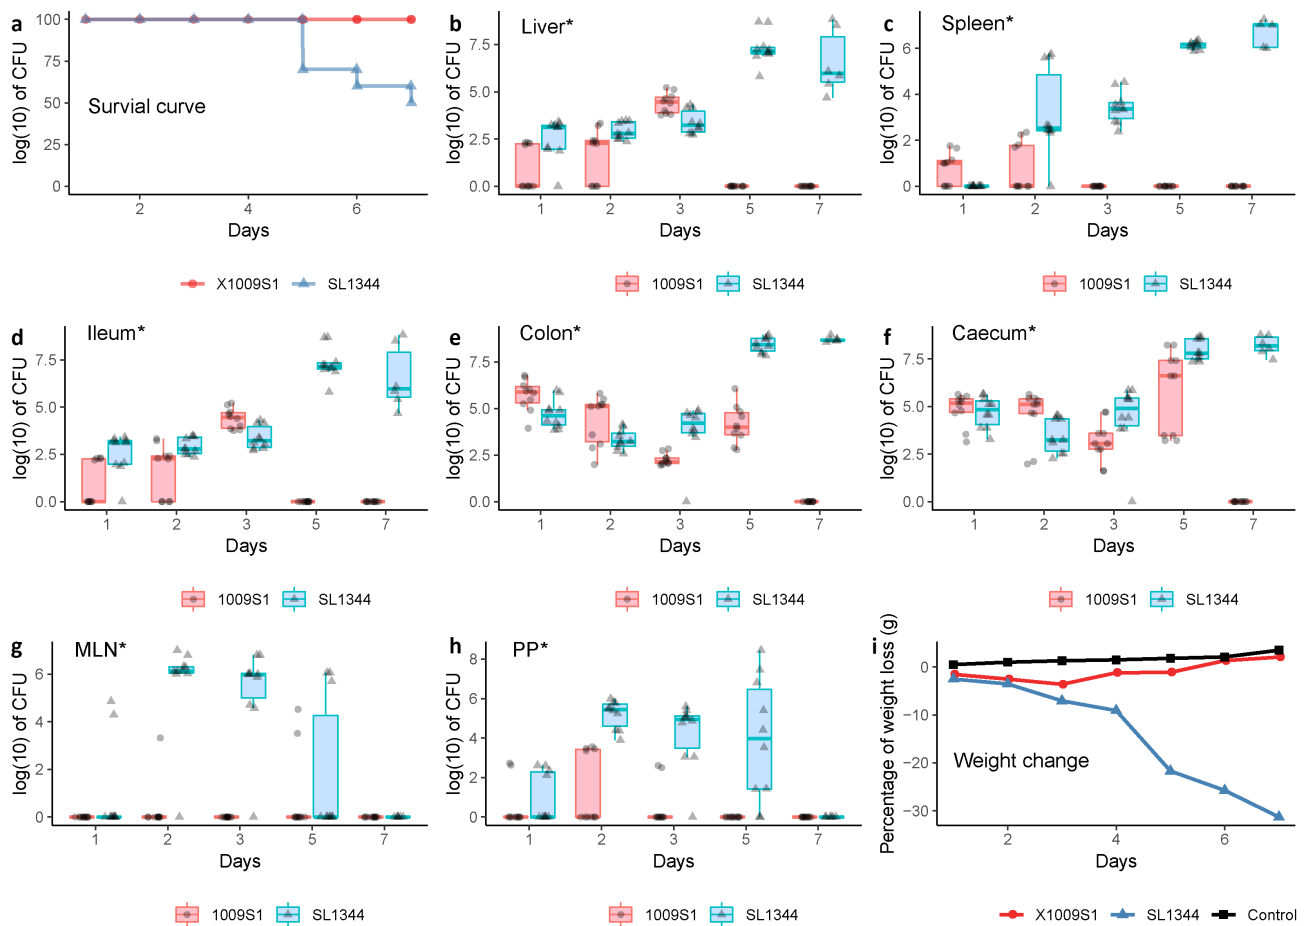 a
log(10) of CFU
100
75
50
25
0
Survial curve
2
4
6
Days
X1009S1
SL1344
b
Liver*
log(10) of CFU
7.5
5.0
2.5
0.0
1
2
3
5
7
Days
1009S1
SL1344
c
Spleen*
log(10) of CFU
6
4
2
0
1
2
3
5
7
Days
1009S1
SL1344
d
Ileum*
log(10) of CFU
7.5
5.0
2.5
0.0
1
2
3
5
7
Days
1009S1
SL1344
e
Colon*
log(10) of CFU
7.5
5.0
2.5
0.0
1
2
3
5
7
Days
1009S1
SL1344
f
Caecum*
log(10) of CFU
7.5
5.0
2.5
0.0
1
2
3
5
7
Days
1009S1
SL1344
g
MLN*
log(10) of CFU
6
4
2
0
1
2
3
5
7
Days
1009S1
SL1344
h
PP*
log(10) of CFU
8
6
4
2
0
1
2
3
5
7
Days
1009S1
SL1344
i
Percentage of weight loss (g)
0
−10
−20
−30
Weight change
2
4
6
Days
X1009S1
SL1344
Control